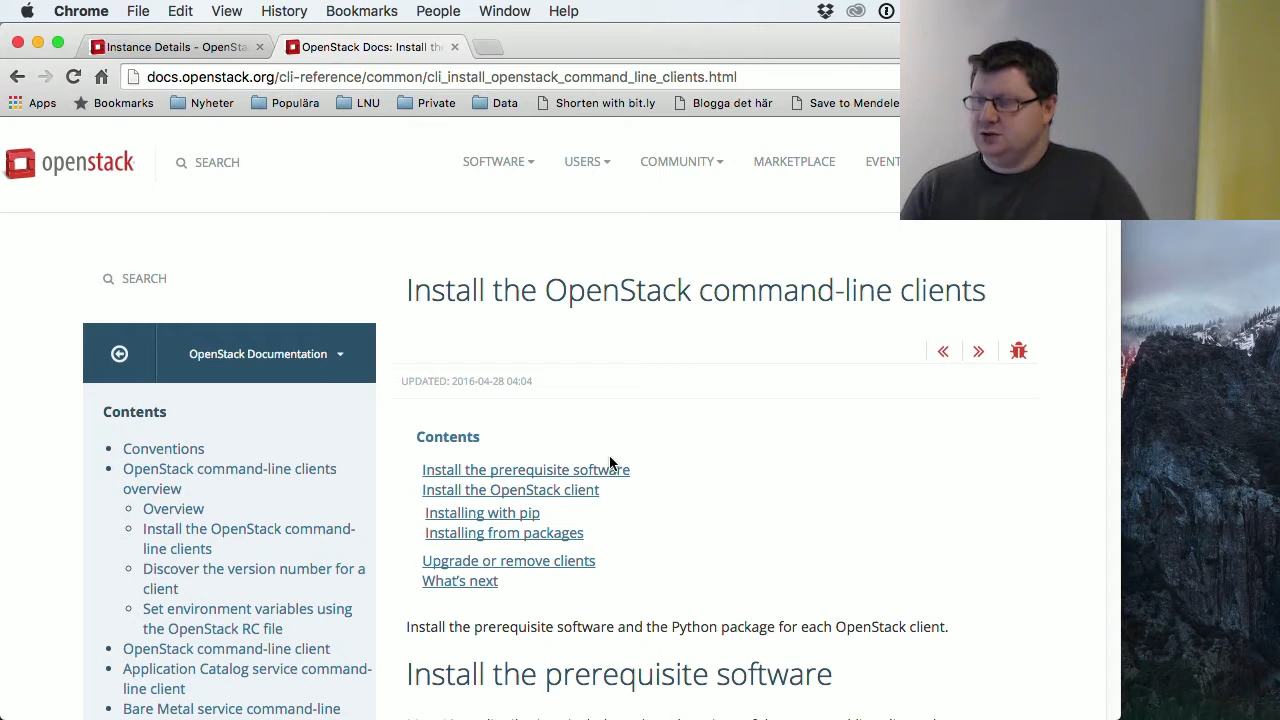 Chrome File Edit View History Bookmarks People Window Help
Instance Details - OpenSta
OpenStack Docs: Install the
docs.openstack.org/cli-reference/common/cli_install_openstack_command_line_clients.html
Apps Bookmarks Nyheter Populära LNU Private Data Shorten with bit.ly Blogga det här Save to Mendele
openstack SEARCH SOFTWARE USERS COMMUNITY MARKETPLACE EVENT
SEARCH
OpenStack Documentation
Contents
Conventions
OpenStack command-line clients
overview
Overview
Install the OpenStack command-
line clients
Discover the version number for a
client
Set environment variables using
the OpenStack RC file
OpenStack command-line client
Application Catalog service command-
line client
Bare Metal service command-line
Install the OpenStack command-line clients
UPDATED: 2016-04-28 04:04
Contents
Install the prerequisite software
Install the OpenStack client
Installing with pip
Installing from packages
Upgrade or remove clients
What's next
Install the prerequisite software and the Python package for each OpenStack client.
Install the prerequisite software